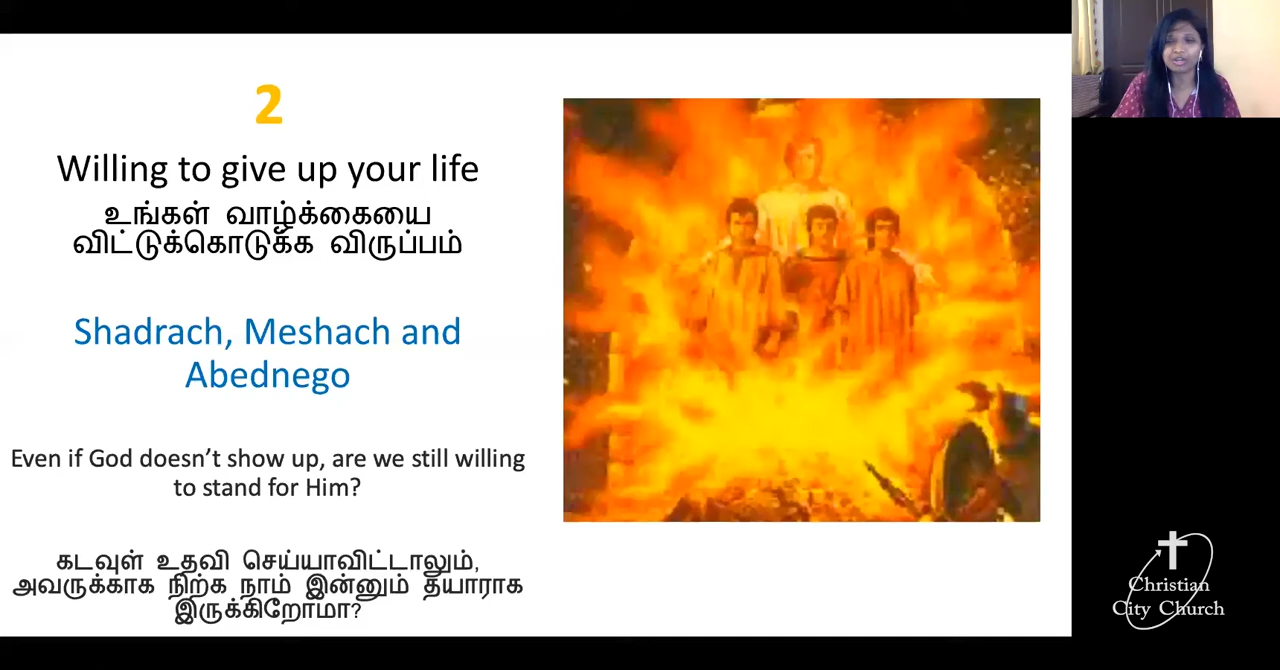 2
Willing to give up your life
உங்கள் வாழ்க்கையை
விட்டுக்கொடுக்க விருப்பம்
Shadrach, Meshach and
Abednego
Even if God doesn’t show up, are we still willing
to stand for Him?
கடவுள் உதவி செய்யாவிட்டாலும்,
அவருக்காக நிற்க நாம் இன்னும் தயாராக
இருக்கிறோமா?
Christian
City Church